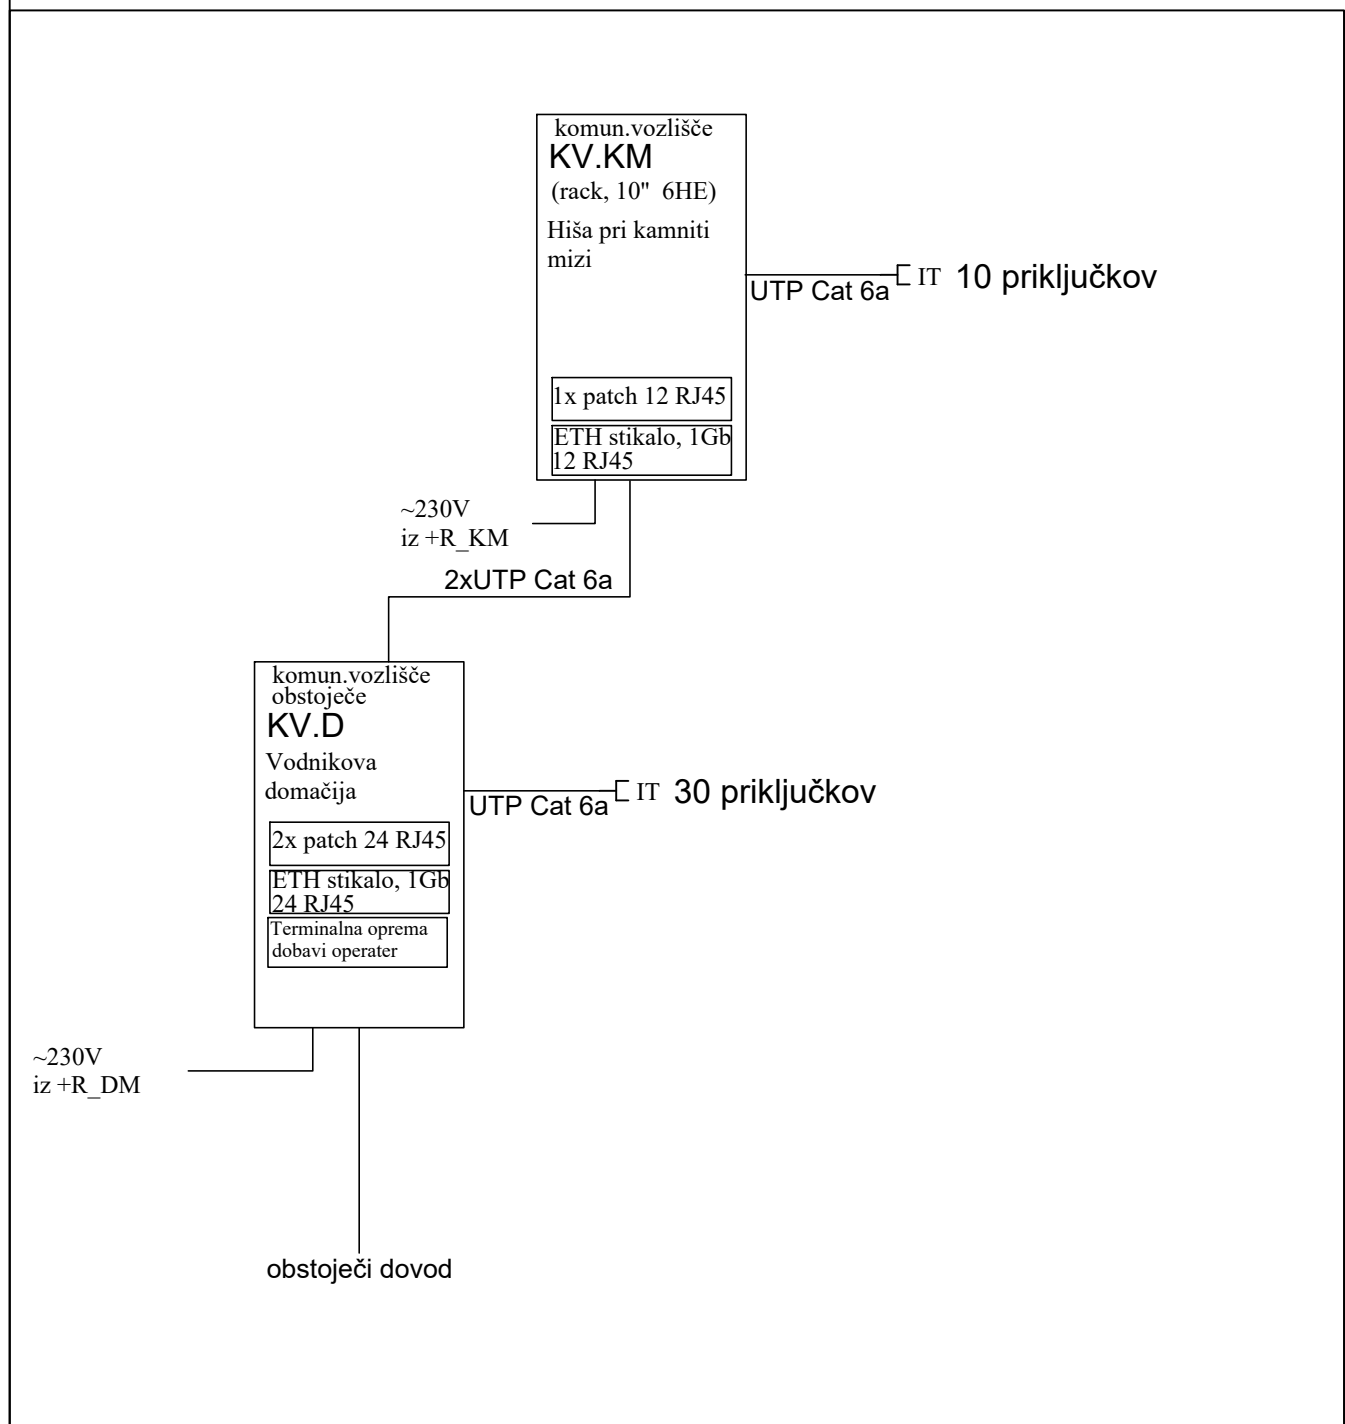 komun.vozlišče
KV.KM
(rack, 10" 6HE)
Hiša pri kamniti
mizi
UTP Cat 6a
IT 10 priključkov
1x patch 12 RJ45
ETH stikalo, 1Gb
12 RJ45
~230V
iz +R_KM
2xUTP Cat 6a
komun.vozlišče
obstoječe
KV.D
Vodnikova
domačija
UTP Cat 6a
IT 30 priključkov
2x patch 24 RJ45
ETH stikalo, 1Gb
24 RJ45
Terminalna oprema
dobavi operater
~230V
iz +R_DM
obstoječi dovod